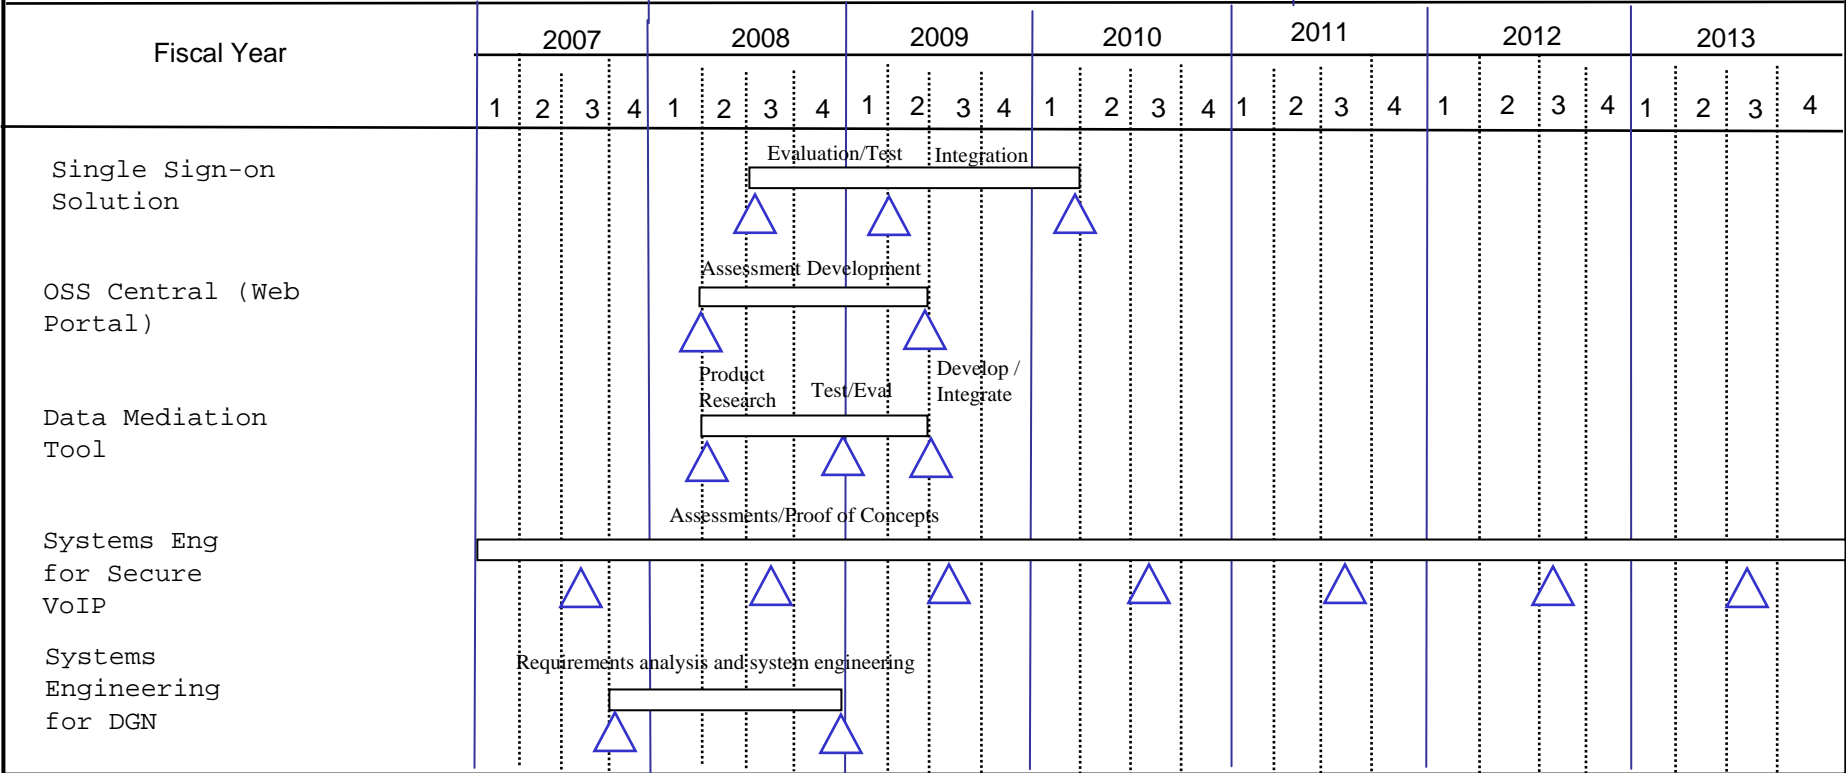 Fiscal Year
2007 2008 2009 2010 2011 2012 2013
1 2 3 4 1 2 3 4 1 2 3 4 1 2 3 4 1 2 3 4 1 2 3 4 1 2 3 4
Single Sign-on
Solution
Evaluation/Test Integration
OSS Central (Web
Portal)
Assessment Development
Data Mediation
Tool
Product
Research
Test/Eval
Develop /
Integrate
Systems Eng
for Secure
VoIP
Assessments/Proof of Concepts
Systems
Engineering
for DGN
Requirements analysis and system engineering